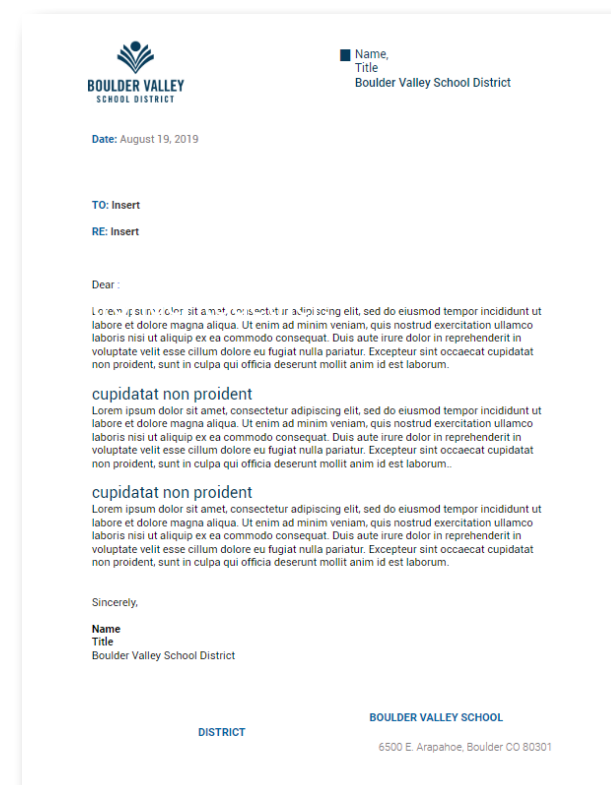 BOULDER VALLEY
SCHOOL DISTRICT
Name,
Title
Boulder Valley School District
Date: August 19, 2019
TO: Insert
RE: Insert
Dear :
Lorem ipsum dolor sit amet, consectetur adipiscing elit, sed do eiusmod tempor incididunt ut
labore et dolore magna aliqua. Ut enim ad minim veniam, quis nostrud exercitation ullamco
laboris nisi ut aliquip ex ea commodo consequat. Duis aute irure dolor in reprehenderit in
voluptate velit esse cillum dolore eu fugiat nulla pariatur. Excepteur sint occaecat cupidatat
non proident, sunt in culpa qui officia deserunt mollit anim id est laborum.
cupidatat non proident
Lorem ipsum dolor sit amet, consectetur adipiscing elit, sed do eiusmod tempor incididunt ut
labore et dolore magna aliqua. Ut enim ad minim veniam, quis nostrud exercitation ullamco
laboris nisi ut aliquip ex ea commodo consequat. Duis aute irure dolor in reprehenderit in
voluptate velit esse cillum dolore eu fugiat nulla pariatur. Excepteur sint occaecat cupidatat
non proident, sunt in culpa qui officia deserunt mollit anim id est laborum..
cupidatat non proident
Lorem ipsum dolor sit amet, consectetur adipiscing elit, sed do eiusmod tempor incididunt ut
labore et dolore magna aliqua. Ut enim ad minim veniam, quis nostrud exercitation ullamco
laboris nisi ut aliquip ex ea commodo consequat. Duis aute irure dolor in reprehenderit in
voluptate velit esse cillum dolore eu fugiat nulla pariatur. Excepteur sint occaecat cupidatat
non proident, sunt in culpa qui officia deserunt mollit anim id est laborum.
Sincerely,
Name
Title
Boulder Valley School District
BOULDER VALLEY SCHOOL
DISTRICT
6500 E. Arapahoe, Boulder CO 80301